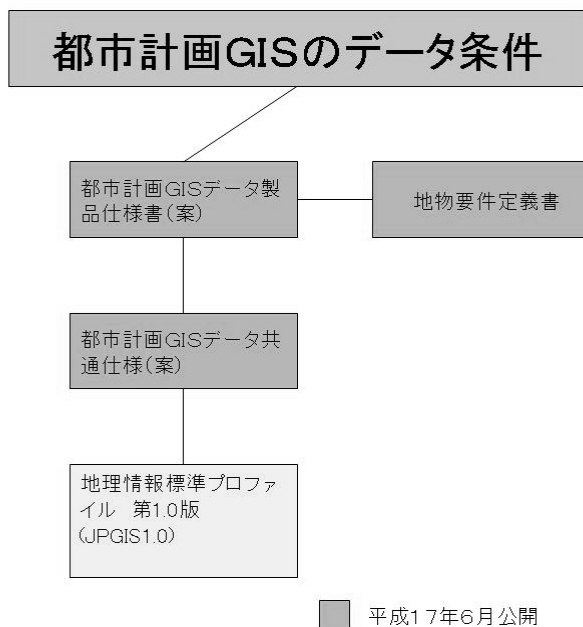 都市計画GISのデータ条件
都市計画GISデータ製
品仕様書(案)
地物要件定義書
都市計画GISデータ共
通仕様(案)
地理情報標準プロファ
イル 第1.0版
(JPGIS1.0)
平成17年6月公開